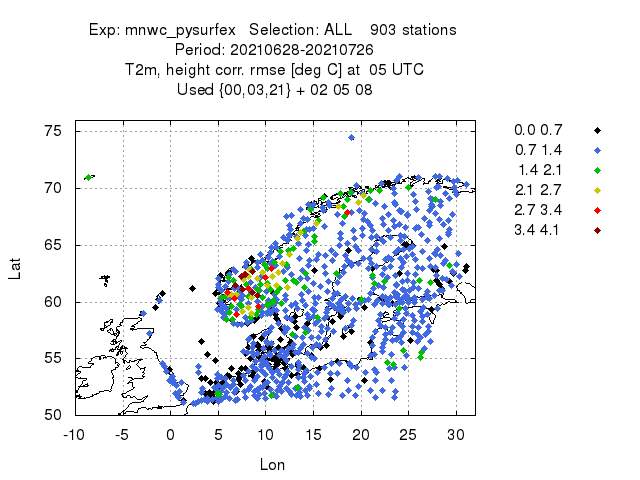 Exp: mnwc_pysurfex Selection: ALL 903 stations
Period: 20210628-20210726
T2m, height corr. rmse [deg C] at 05 UTC
Used {00,03,21} + 02 05 08
0.0 0.7
0.7 1.4
1.4 2.1
2.1 2.7
2.7 3.4
3.4 4.1
75
70
65
60
55
50
Lat
-10 -5 0 5 10 15 20 25 30
Lon